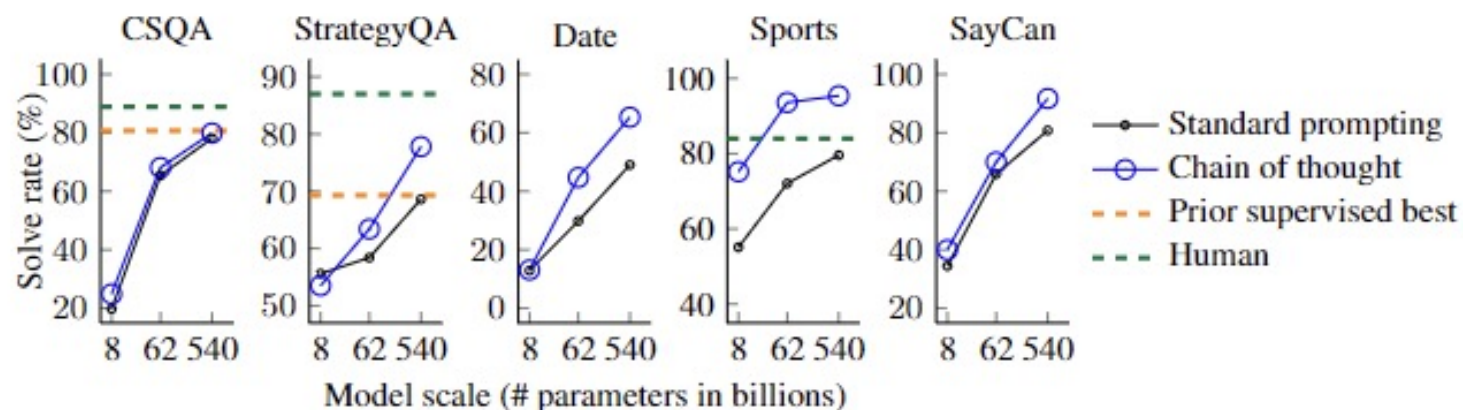 CSQA
StrategyQA
Date
Sports
SayCan
Solve rate (%)
100
80
60
40
20
8 62 540
90
80
70
60
50
8 62 540
80
60
40
20
0
8 62 540
100
80
60
40
8 62 540
100
80
60
40
20
8 62 540
Standard prompting
Chain of thought
Prior supervised best
Human
Model scale (# parameters in billions)